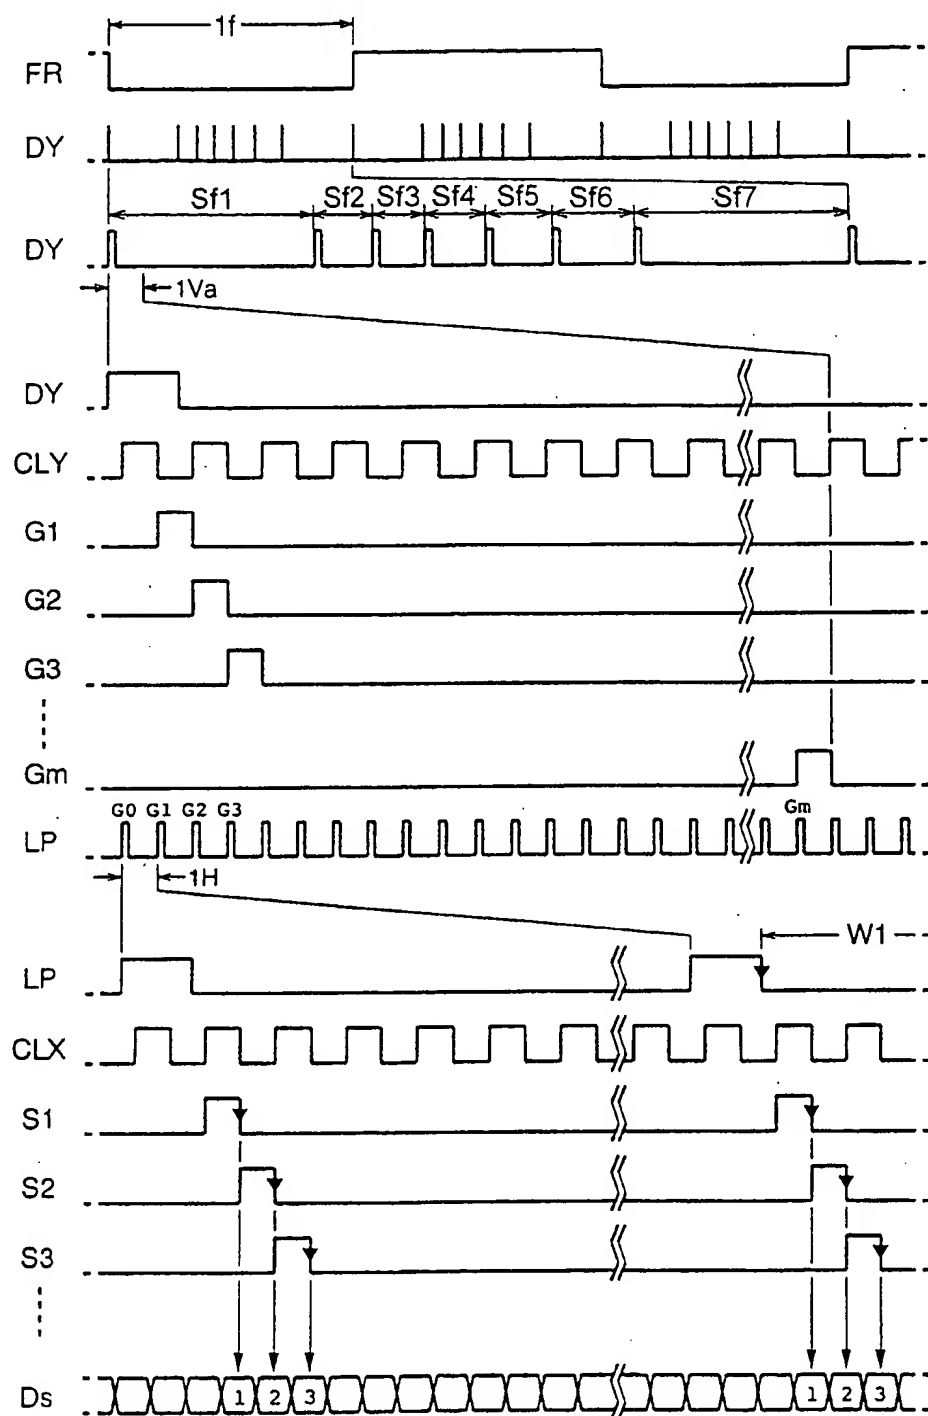 1f
FR
DY
Sf1 Sf2 Sf3 Sf4 Sf5 Sf6 Sf7
DY
1Va
DY
CLY
G1
G2
G3
Gm
G0 G1 G2 G3 Gm
LP
1H
W1
LP
CLX
S1
S2
S3
Ds 1 2 3 1 2 3